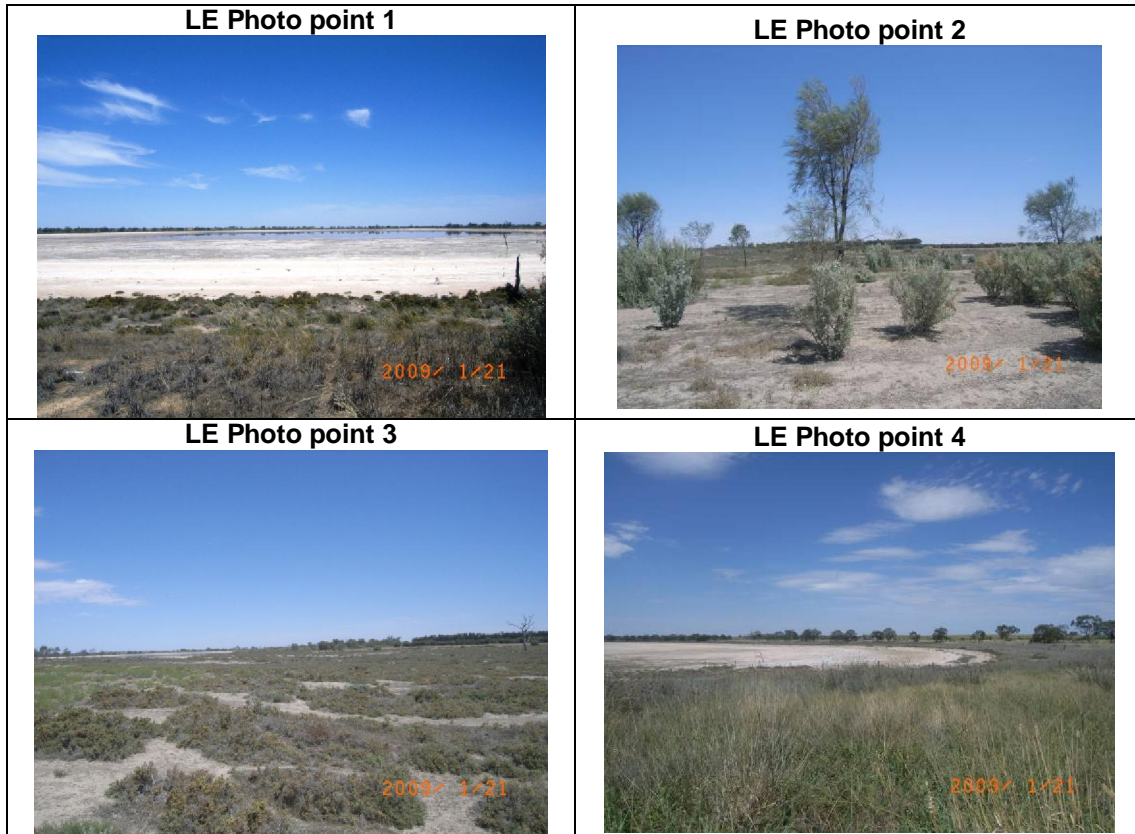 LE Photo point 1
2009/ 1/21
LE Photo point 2
2009/ 1/21
LE Photo point 3
2009/ 1/21
LE Photo point 4
2009/ 1/21